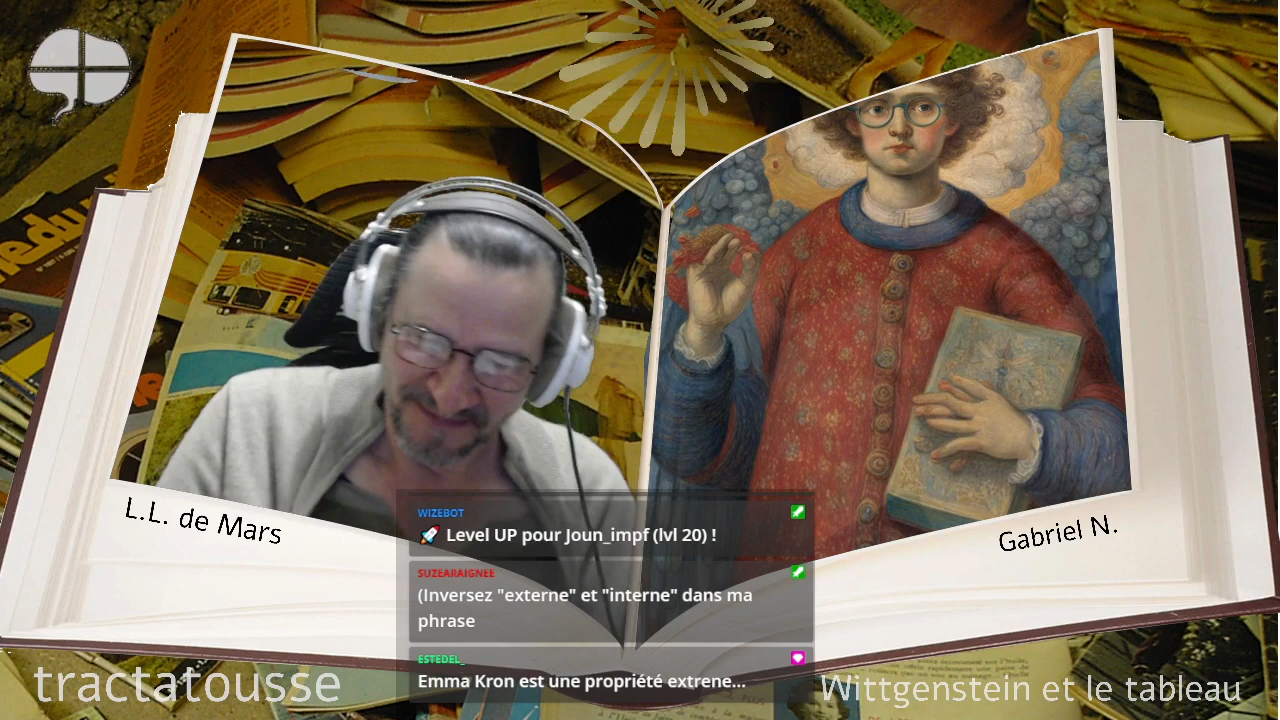 L.L. de Mars
Gabriel N.
WIZEBOT
🚀 Level UP pour Joun_impf (lvl 20) !
SUZEARAIGNEE
(Inversez "externe" et "interne" dans ma
phrase
ESTEDEL_
Emma Kron est une propriété extrene...
tractatousse
Wittgenstein et le tableau